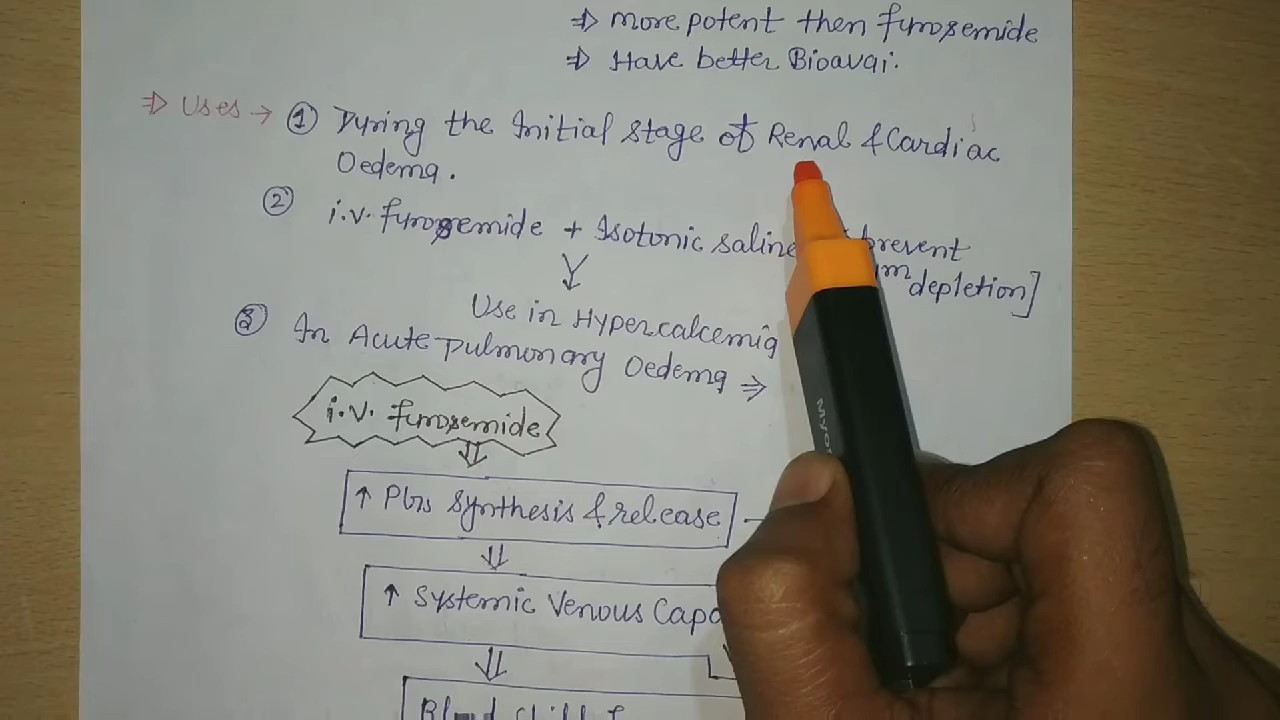 ⇒ more potent then furosemide
⇒ Have better Bioavai.
⇒ Uses → ① During the Initial stage of Renal & Cardiac
Oedema.
② i.v. furosemide + Isotonic saline prevent
depletion]
Use in Hypercalcemia
③ In Acute Pulmonary Oedema ⇒
i.v. furosemide
↑ PGs synthesis & release
↑ Systemic Venous